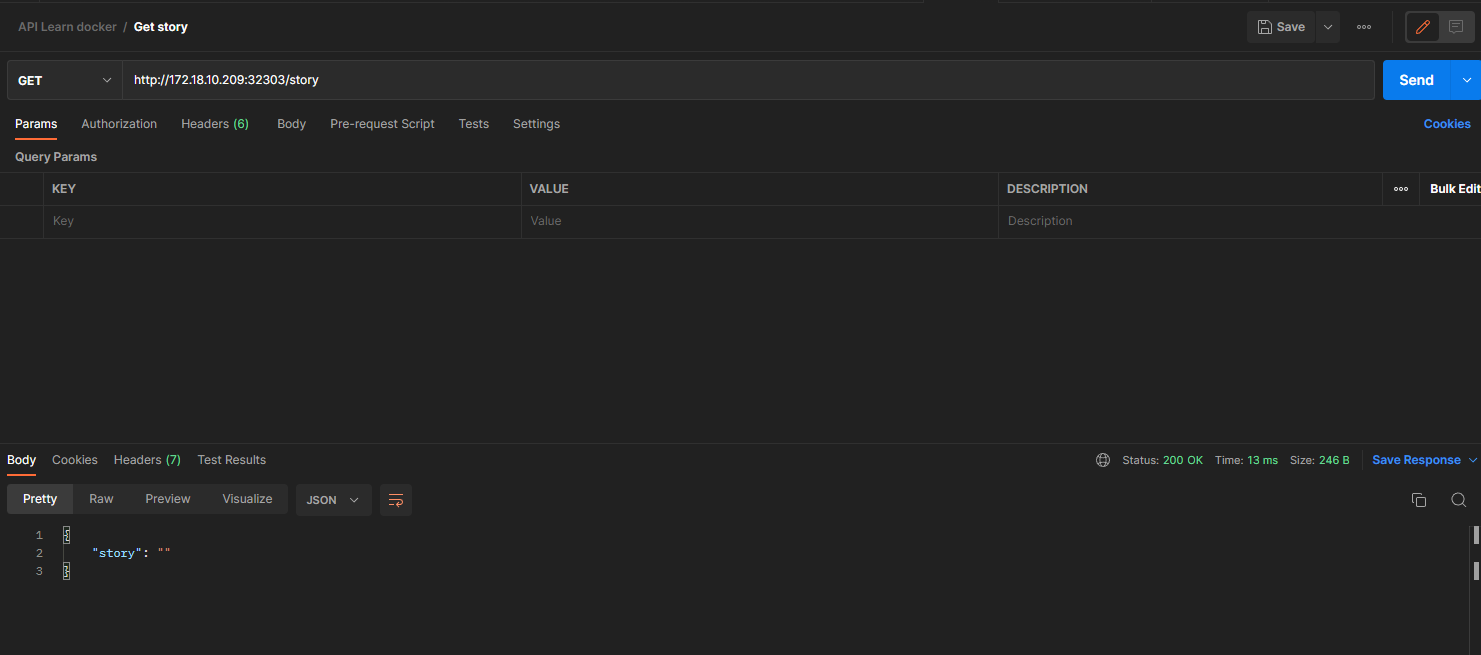 API Learn docker / Get story
Save
GET
http://172.18.10.209:32303/story
Send
Params Authorization Headers (6) Body Pre-request Script Tests Settings
Cookies
Query Params
KEY VALUE DESCRIPTION Bulk Edit
Key Value Description
Body Cookies Headers (7) Test Results
Status: 200 OK Time: 13 ms Size: 246 B Save Response
Pretty Raw Preview Visualize JSON
1 {
2 "story": ""
3 }